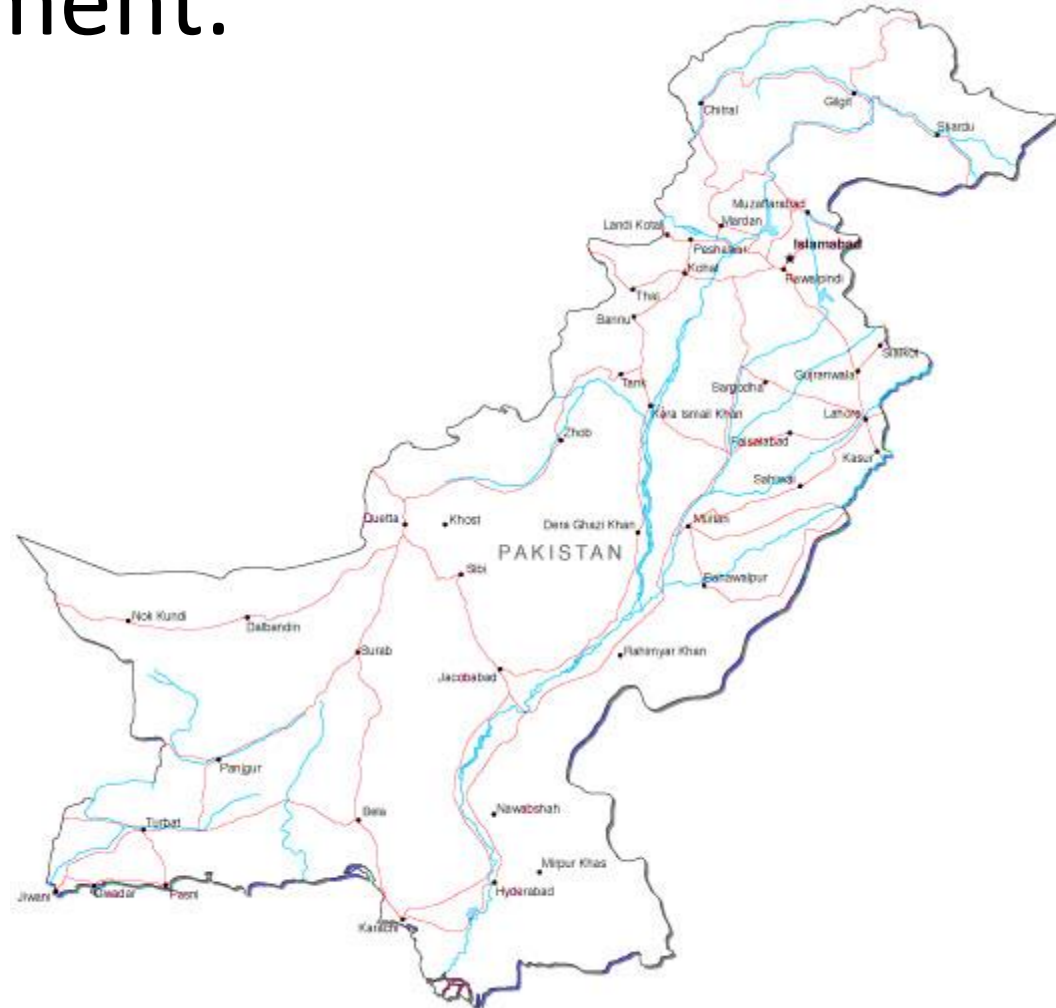 ment.
Chitral
Gilgit
Skardu
Muzaffarabad
Mardan
Landi Kotal
Islamabad
Peshawar
Kohat
Rawalpindi
Thal
Bannu
Sialkot
Gujranwala
Tank
Sargodha
Dera Ismail Khan
Lahore
Zhob
Faisalabad
Kasur
Sahiwal
Quetta
Khost
Dera Ghazi Khan
Multan
PAKISTAN
Sibi
Bahawalpur
Nok Kundi
Dalbandin
Surab
Rahimyar Khan
Jacobabad
Panjgur
Bela
Nawabshah
Turbat
Mirpur Khas
Jiwani
Gwadar
Pasni
Hyderabad
Karachi